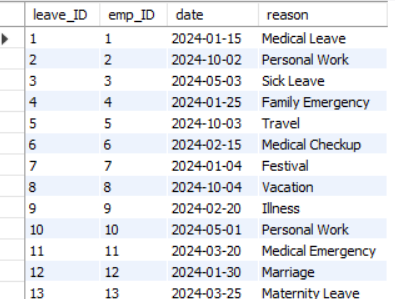 leave_ID emp_ID date reason
1 1 2024-01-15 Medical Leave
2 2 2024-10-02 Personal Work
3 3 2024-05-03 Sick Leave
4 4 2024-01-25 Family Emergency
5 5 2024-10-03 Travel
6 6 2024-02-15 Medical Checkup
7 7 2024-01-04 Festival
8 8 2024-10-04 Vacation
9 9 2024-02-20 Illness
10 10 2024-05-01 Personal Work
11 11 2024-03-20 Medical Emergency
12 12 2024-01-30 Marriage
13 13 2024-03-25 Maternity Leave